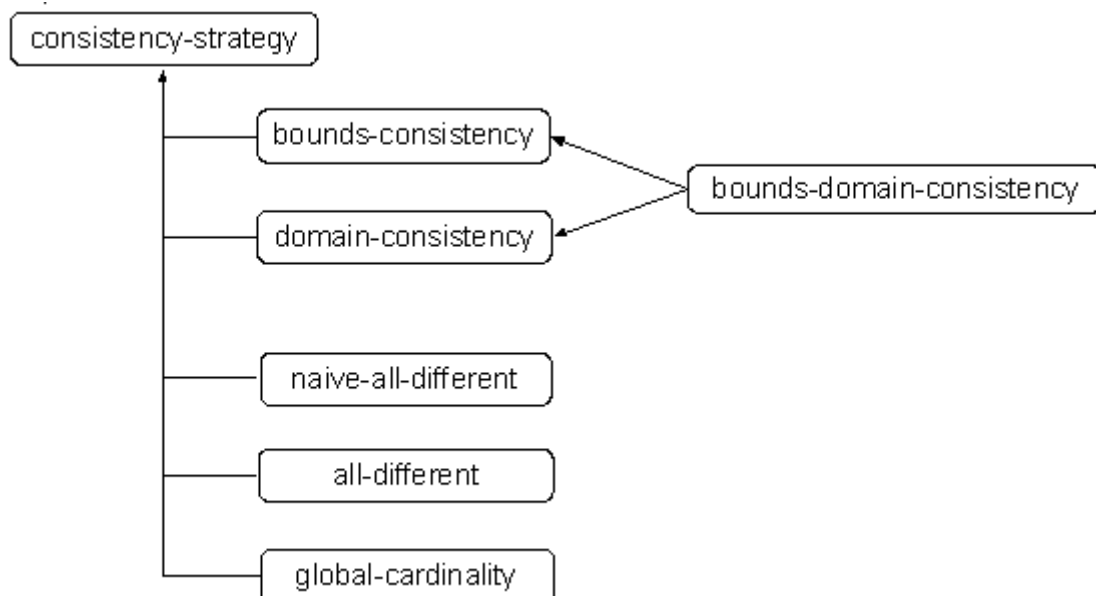 consistency-strategy
bounds-consistency
bounds-domain-consistency
domain-consistency
naive-all-different
all-different
global-cardinality